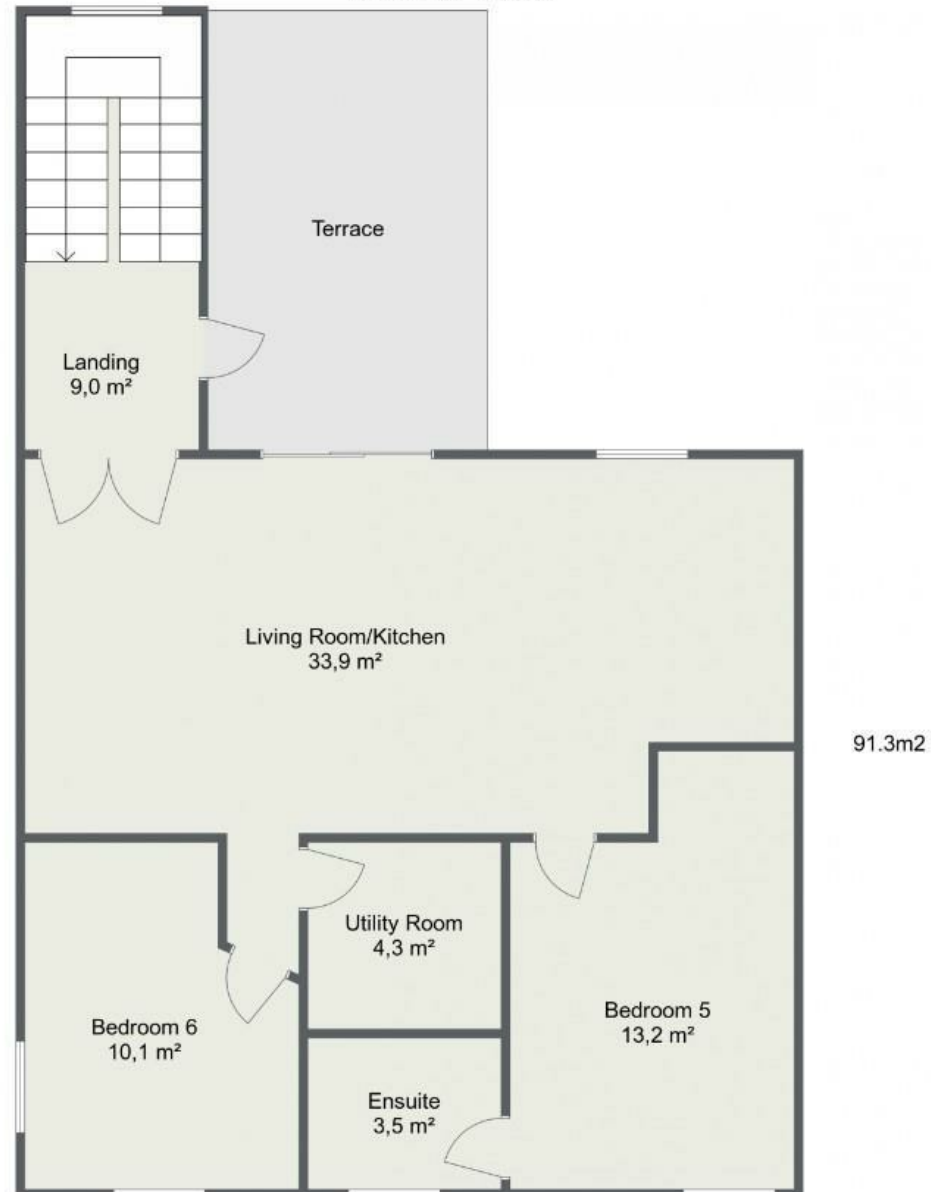 Terrace
Landing
9,0 m²
Living Room/Kitchen
33,9 m²
91.3m2
Utility Room
4,3 m²
Bedroom 5
13,2 m²
Bedroom 6
10,1 m²
Ensuite
3,5 m²